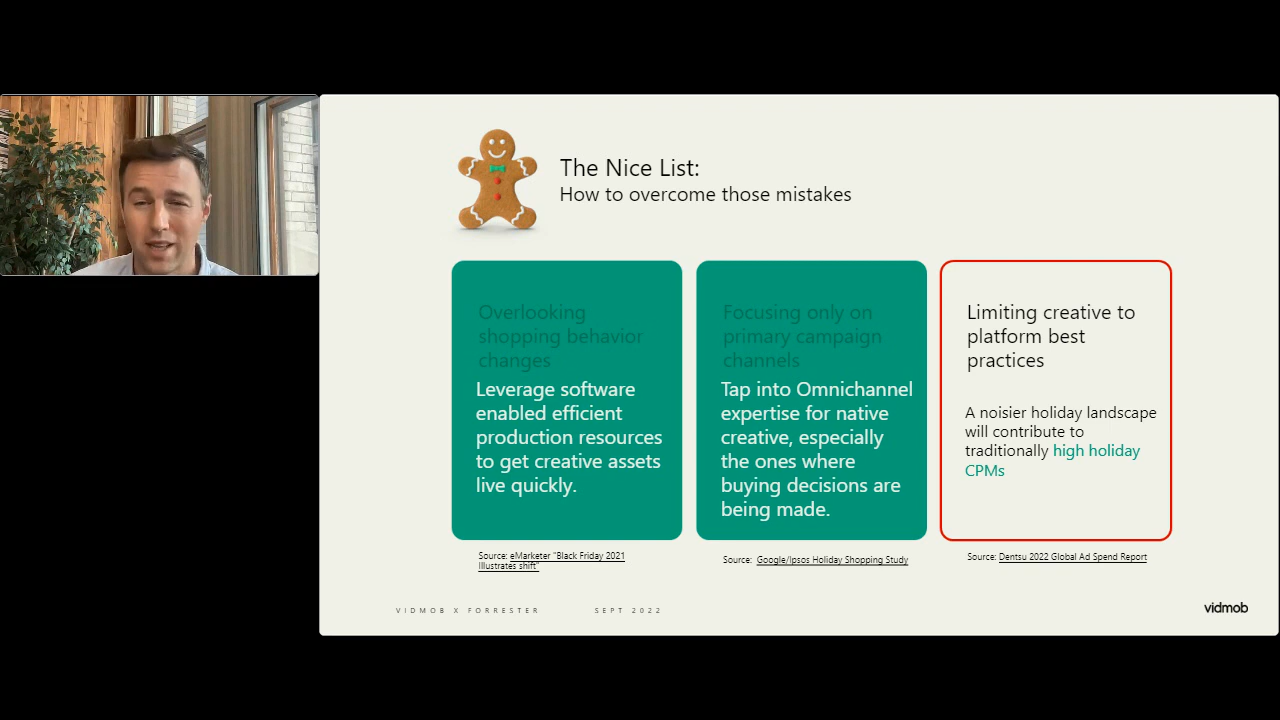 The Nice List:
How to overcome those mistakes
Overlooking
shopping behavior
changes
Leverage software
enabled efficient
production resources
to get creative assets
live quickly.
Source: eMarketer "Black Friday 2021
Illustrates shift"
Focusing only on
primary campaign
channels
Tap into Omnichannel
expertise for native
creative, especially
the ones where
buying decisions are
being made.
Source: Google/Ipsos Holiday Shopping Study
Limiting creative to
platform best
practices
A noisier holiday landscape
will contribute to
traditionally high holiday
CPMs
Source: Dentsu 2022 Global Ad Spend Report
VIDMOB X FORRESTER SEPT 2022
vidmob